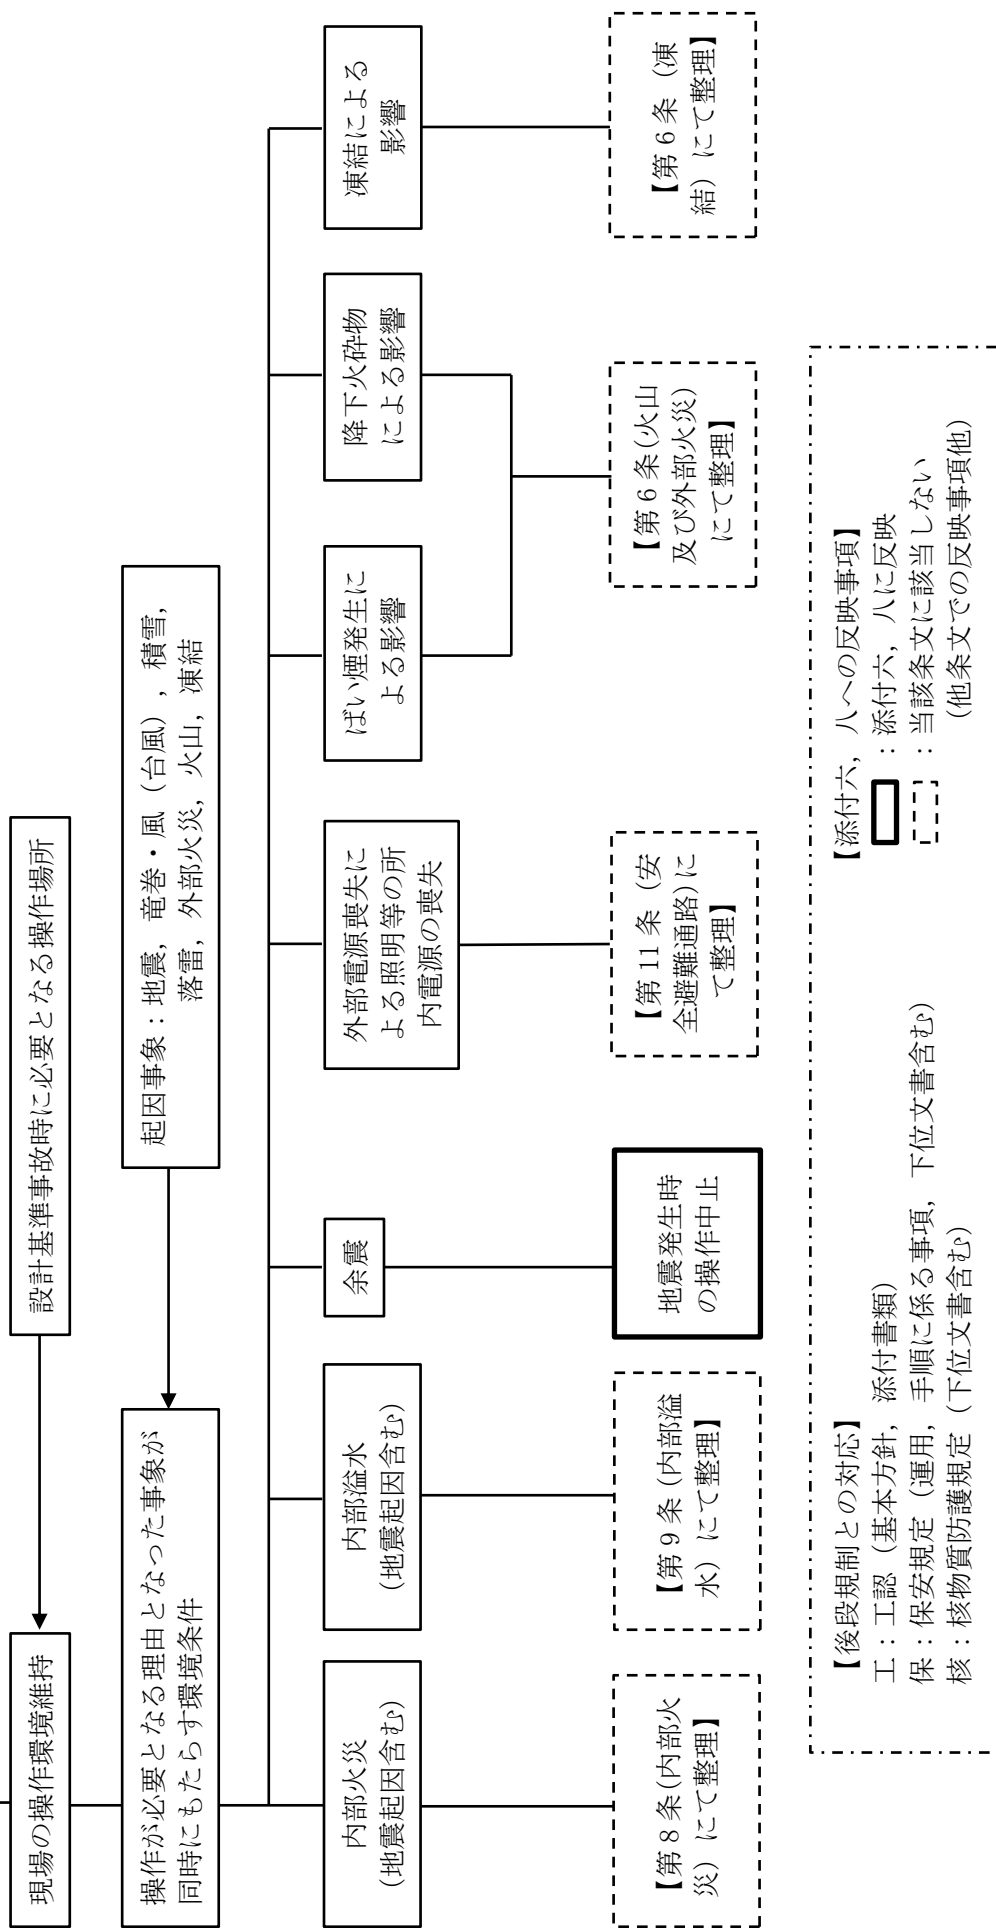 現場の操作環境維持
設計基準事故時に必要となる操作場所
操作が必要となる理由となった事象が
同時にもたらす環境条件
起因事象：地震，竜巻・風（台風），積雪，
落雷，外部火災，火山，凍結
内部火災
(地震起因含む)
内部溢水
(地震起因含む)
余震
外部電源喪失に
よる照明等の所
内電源の喪失
ばい煙発生に
よる影響
降下火砕物
による影響
凍結による
影響
【第８条(内部火
災）にて整理】
【第９条（内部溢
水）にて整理】
地震発生時
の操作中止
【第 11 条（安
全避難通路)に
て整理】
【第６条(火山
及び外部火災)
にて整理】
【第６条（凍
結）にて整理】
【後段規制との対応】
工：工認（基本方針，添付書類）
保：保安規定（運用，手順に係る事項，下位文書含む）
核：核物質防護規定（下位文書含む）
【添付六，八への反映事項】
：添付六，八に反映
：当該条文に該当しない
(他条文での反映事項他)